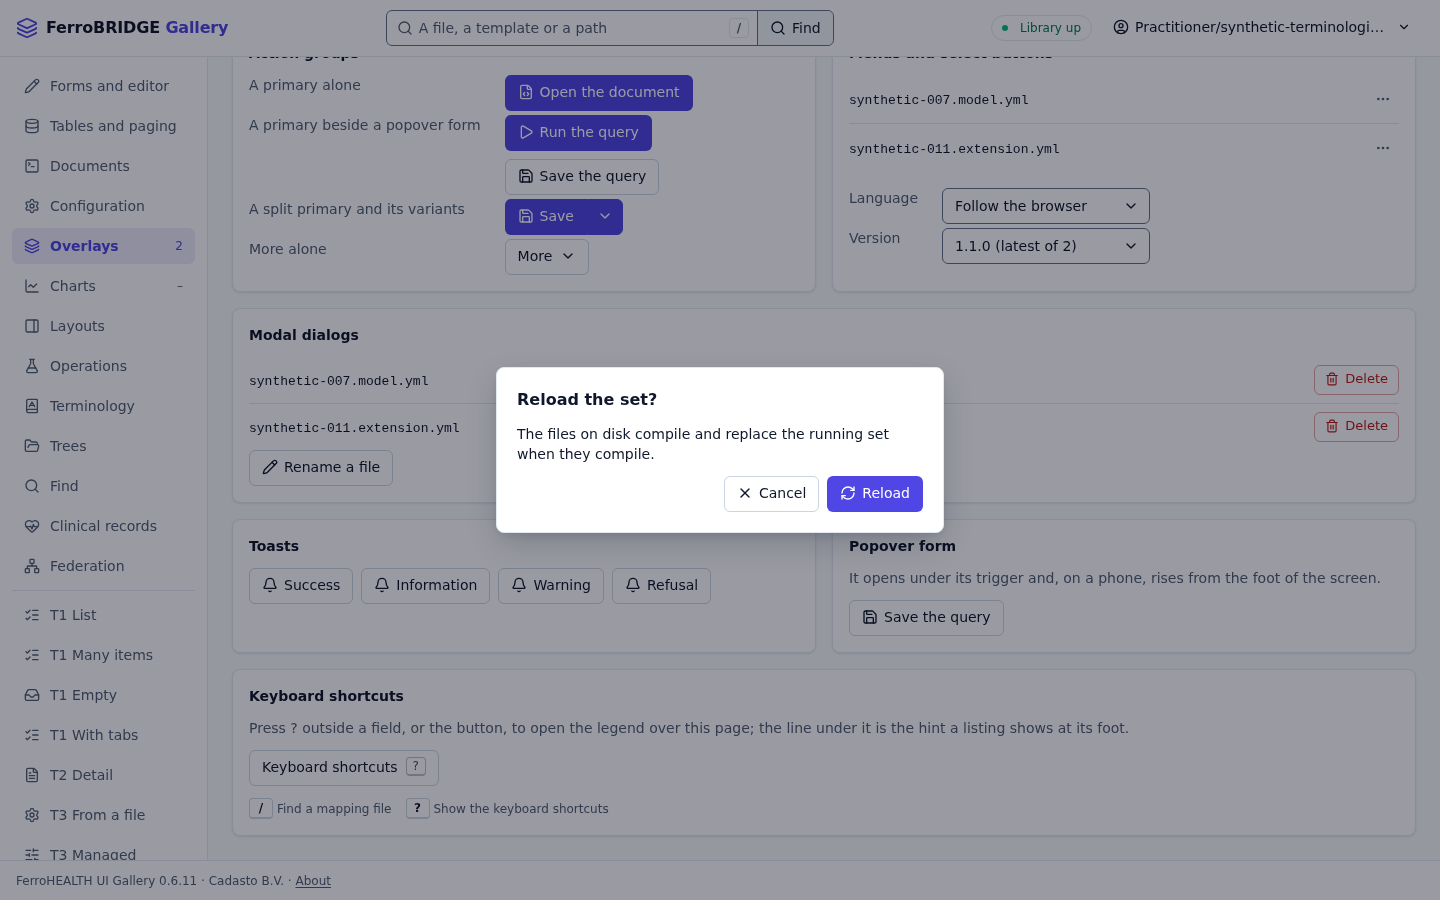 FerroBRIDGE Gallery
A file, a template or a path
/
Find
Library up
Practitioner/synthetic-terminologi…
Forms and editor
Tables and paging
Documents
Configuration
Overlays 2
Charts –
Layouts
Operations
Terminology
Trees
Find
Clinical records
Federation
T1 List
T1 Many items
T1 Empty
T1 With tabs
T2 Detail
T3 From a file
T3 Managed
Action groups
A primary alone
Open the document
A primary beside a popover form
Run the query
Save the query
A split primary and its variants
Save
More alone
More
Menus and select buttons
synthetic-007.model.yml
synthetic-011.extension.yml
Language
Follow the browser
Version
1.1.0 (latest of 2)
Modal dialogs
synthetic-007.model.yml
Delete
synthetic-011.extension.yml
Delete
Rename a file
Reload the set?
The files on disk compile and replace the running set
when they compile.
Cancel
Reload
Toasts
Success
Information
Warning
Refusal
Popover form
It opens under its trigger and, on a phone, rises from the foot of the screen.
Save the query
Keyboard shortcuts
Press ? outside a field, or the button, to open the legend over this page; the line under it is the hint a listing shows at its foot.
Keyboard shortcuts ?
/ Find a mapping file ? Show the keyboard shortcuts
FerroHEALTH UI Gallery 0.6.11 · Cadasto B.V. · About